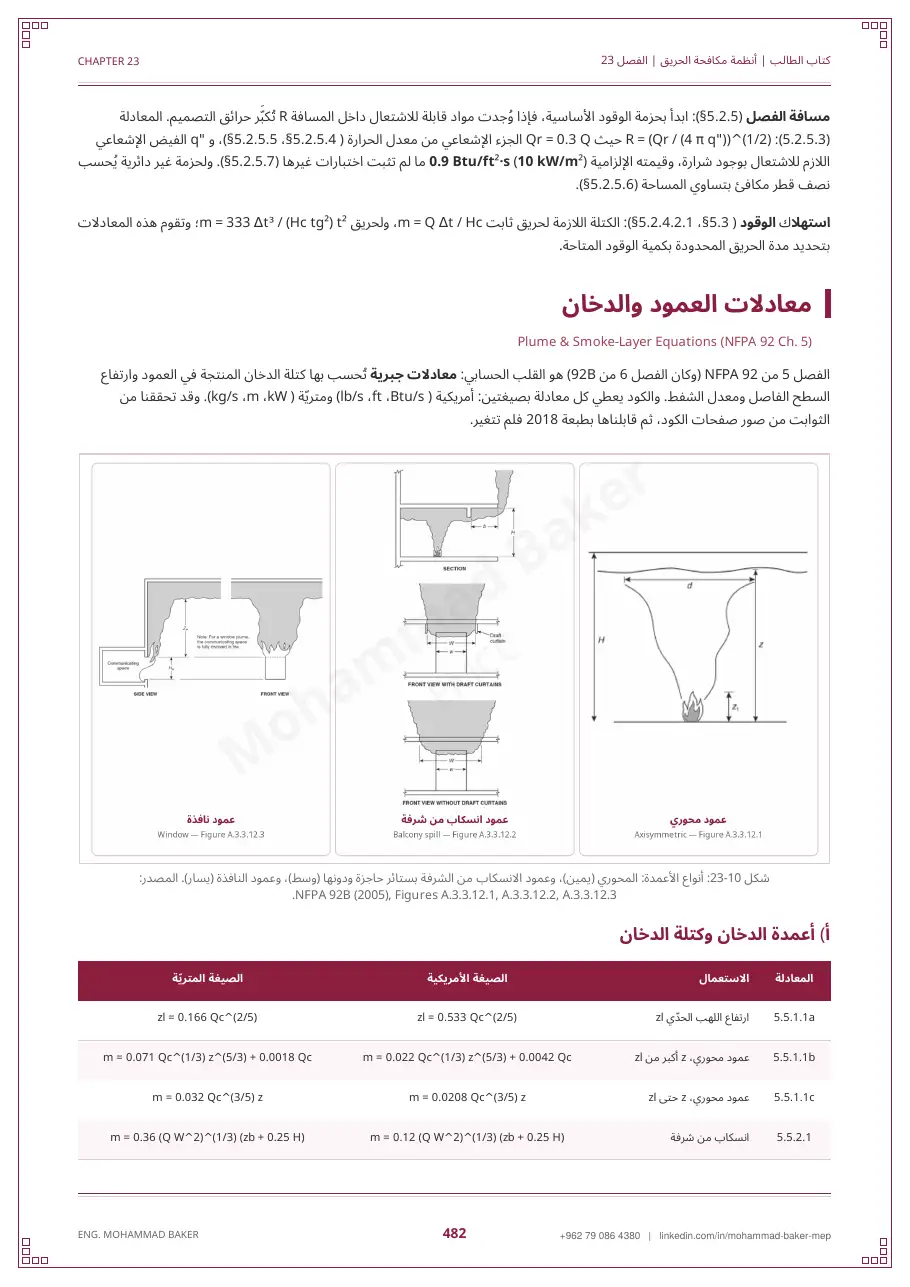 CHAPTER 23
كتاب الطالب | أنظمة مكافحة الحريق | الفصل 23
مسافة الفصل (§5.2.5): ابدأ بحزمة الوقود الأساسية، فإذا وُجدت مواد قابلة للاشتعال داخل المسافة R تُكبَّر حرائق التصميم. المعادلة
(5.2.5.3): R = (Qr / (4 π q"))^(1/2) حيث Qr = 0.3 Q الجزء الإشعاعي من معدل الحرارة ( §5.2.5.4، §5.2.5.5)، و q" الفيض الإشعاعي
اللازم للاشتعال بوجود شرارة، وقيمته الإلزامية 0.9 Btu/ft²·s (10 kW/m²) ما لم تثبت اختبارات غيرها (§5.2.5.7). ولحزمة غير دائرية يُحسب
نصف قطر مكافئ بتساوي المساحة (§5.2.5.6).
استهلاك الوقود ( §5.3، §5.2.4.2.1): الكتلة اللازمة لحريق ثابت m = Q Δt / Hc، ولحريق t² m = 333 Δt³ / (Hc tg²)؛ وتقوم هذه المعادلات
بتحديد مدة الحريق المحدودة بكمية الوقود المتاحة.
معادلات العمود والدخان
Plume & Smoke-Layer Equations (NFPA 92 Ch. 5)
الفصل 5 من NFPA 92 (وكان الفصل 6 من 92B) هو القلب الحسابي: معادلات جبرية تُحسب بها كتلة الدخان المنتجة في العمود وارتفاع
السطح الفاصل ومعدل الشفط. والكود يعطي كل معادلة بصيغتين: أمريكية ( Btu/s، ft، lb/s) ومتريّة ( kW، m، kg/s). وقد تحققنا من
الثوابت من صور صفحات الكود، ثم قابلناها بطبعة 2018 فلم تتغير.
Mohammad Baker
H
d
z
zl
عمود محوري
Axisymmetric — Figure A.3.3.12.1
b
H
SECTION
Draft
curtain
W
w
FRONT VIEW WITH DRAFT CURTAINS
W
w
FRONT VIEW WITHOUT DRAFT CURTAINS
عمود انسكاب من شرفة
Balcony spill — Figure A.3.3.12.2
Note: For a window plume,
the communicating space
is fully involved in fire.
Communicating
space
SIDE VIEW
FRONT VIEW
عمود نافذة
Window — Figure A.3.3.12.3
شكل 10-23: أنواع الأعمدة: المحوري (يمين)، وعمود الانسكاب من الشرفة بستائر حاجزة ودونها (وسط)، وعمود النافذة (يسار). المصدر:
NFPA 92B (2005), Figures A.3.3.12.1, A.3.3.12.2, A.3.3.12.3.
أ) أعمدة الدخان وكتلة الدخان
المعادلة الاستعمال الصيغة الأمريكية الصيغة المتريّة
5.5.1.1a ارتفاع اللهب الحدّي zl zl = 0.533 Qc^(2/5) zl = 0.166 Qc^(2/5)
5.5.1.1b عمود محوري، z أكبر من zl m = 0.022 Qc^(1/3) z^(5/3) + 0.0042 Qc m = 0.071 Qc^(1/3) z^(5/3) + 0.0018 Qc
5.5.1.1c عمود محوري، z حتى zl m = 0.0208 Qc^(3/5) z m = 0.032 Qc^(3/5) z
5.5.2.1 انسكاب من شرفة m = 0.12 (Q W^2)^(1/3) (zb + 0.25 H) m = 0.36 (Q W^2)^(1/3) (zb + 0.25 H)
ENG. MOHAMMAD BAKER
482
+962 79 086 4380 | linkedin.com/in/mohammad-baker-mep